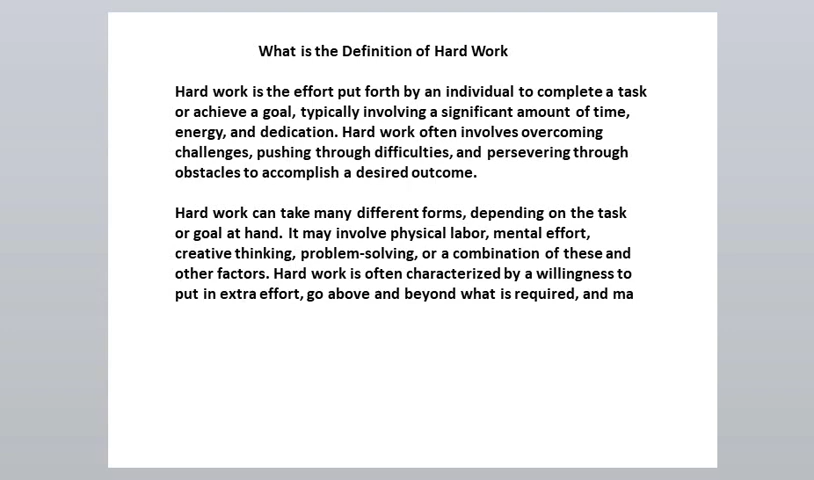 What is the Definition of Hard Work
Hard work is the effort put forth by an individual to complete a task
or achieve a goal, typically involving a significant amount of time,
energy, and dedication. Hard work often involves overcoming
challenges, pushing through difficulties, and persevering through
obstacles to accomplish a desired outcome.
Hard work can take many different forms, depending on the task
or goal at hand. It may involve physical labor, mental effort,
creative thinking, problem-solving, or a combination of these and
other factors. Hard work is often characterized by a willingness to
put in extra effort, go above and beyond what is required, and ma